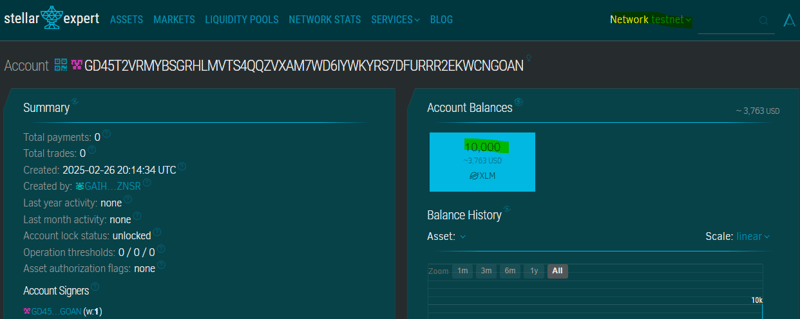 stellar expert ASSETS MARKETS LIQUIDITY POOLS NETWORK STATS SERVICES BLOG Network testnet
Account GD45T2VRMYBSGRHLMVTS4QQZVXAM7WD6IYWKYRS7DFURRR2EKWCNGOAN
Summary
Total payments: 0
Total trades: 0
Created: 2025-02-26 20:14:34 UTC
Created by: GAIH…ZNSR
Last year activity: none
Last month activity: none
Account lock status: unlocked
Operation thresholds: 0 / 0 / 0
Asset authorization flags: none
Account Signers
GD45…GOAN (w:1)
Account Balances
~ 3,763 USD
10,000
~3,763 USD
XLM
Balance History
Asset: Scale: linear
Zoom 1m 3m 6m 1y All
10k